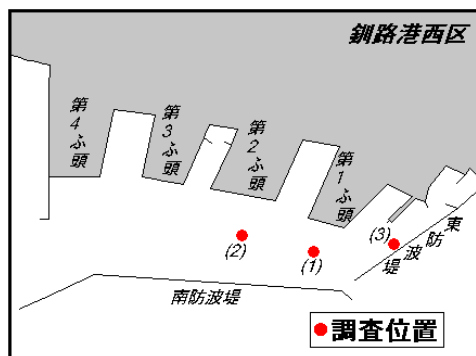 釧路港西区
第4ふ頭
第3ふ頭
第2ふ頭
第1ふ頭
(2)
(1)
(3)
東防波堤
南防波堤
調査位置